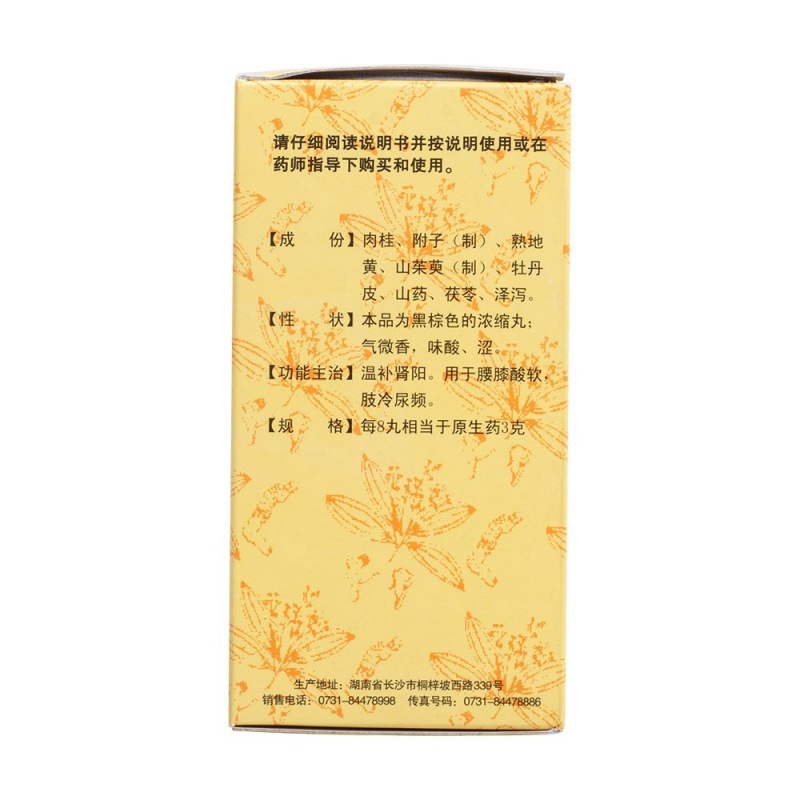 请仔细阅读说明书并按说明使用或在
药师指导下购买和使用。
【成 份】肉桂、附子（制）、熟地
黄、山茱萸（制）、牡丹
皮、山药、茯苓、泽泻。
【性 状】本品为黑棕色的浓缩丸；
气微香，味酸、涩。
【功能主治】温补肾阳。用于腰膝酸软，
肢冷尿频。
【规 格】每8丸相当于原生药3克
生产地址：湖南省长沙市桐梓坡西路339号
销售电话：0731-84478998 传真号码：0731-84478886